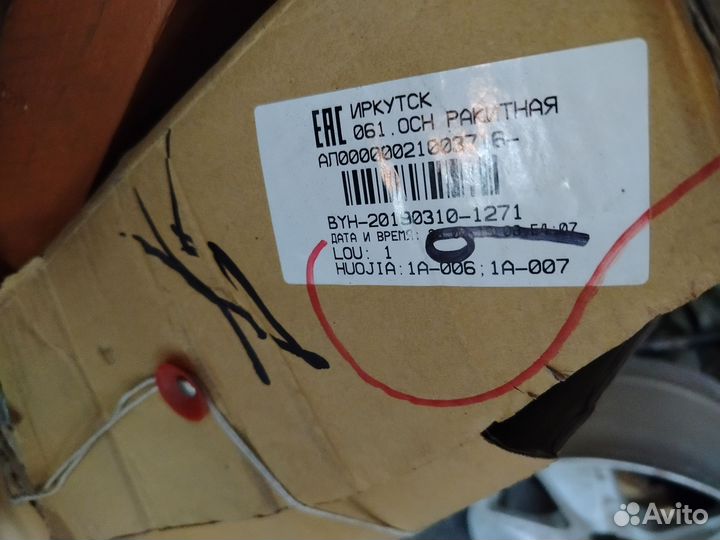 EAC ИРКУТСК
061.ОСН РАКИТНАЯ
BYH-20190310-1271
ДАТА И ВРЕМЯ:
LOU: 1
HUOJIA:1A-006;1A-007
Avito